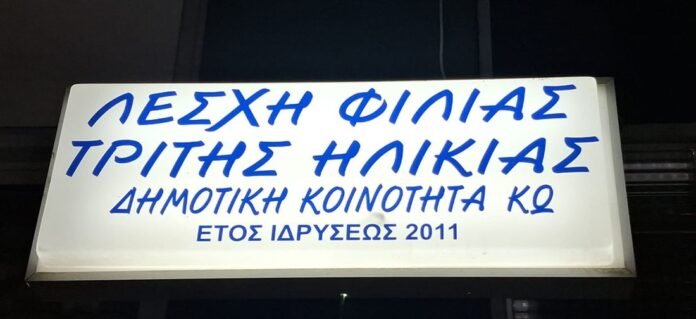 ΛΕΣΧΗ ΦΙΛΙΑΣ
ΤΡΙΤΗΣ ΗΛΙΚΙΑΣ
ΔΗΜΟΤΙΚΗ ΚΟΙΝΟΤΗΤΑ ΚΩ
ΕΤΟΣ ΙΔΡΥΣΕΩΣ 2011